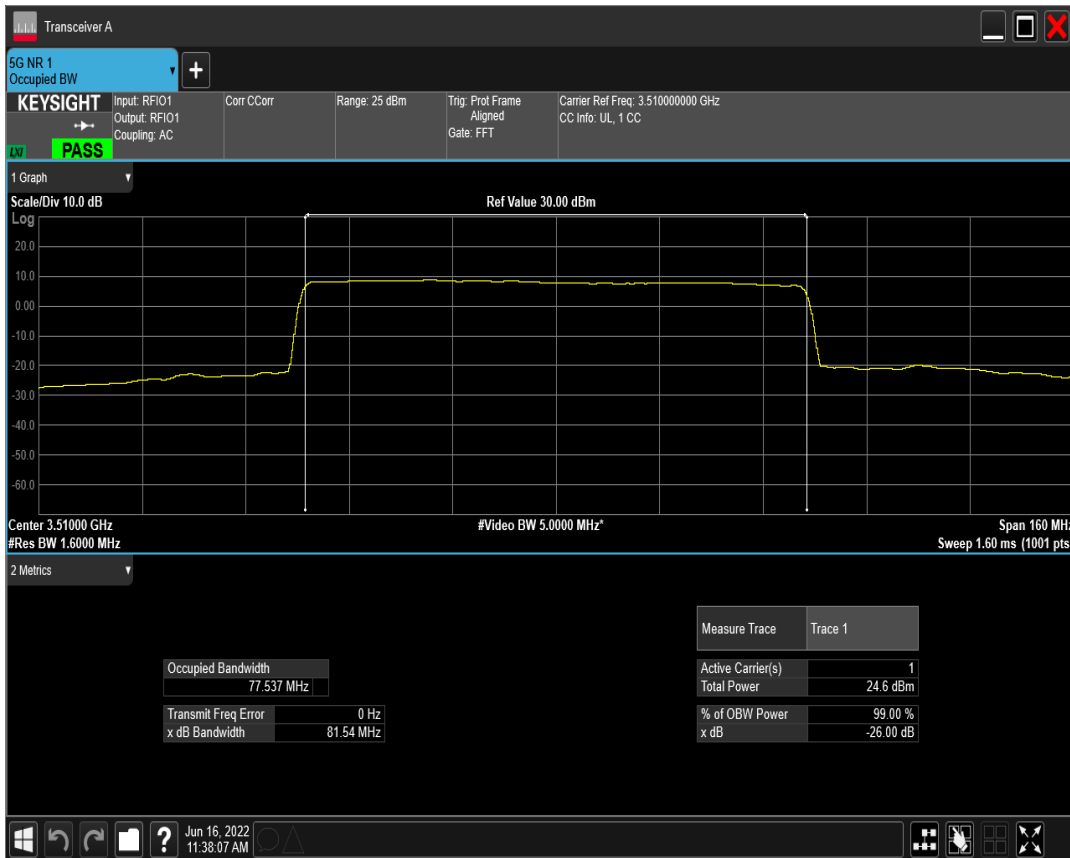 Transceiver A
5G NR 1
Occupied BW
KEYSIGHT
LXI
PASS
Input: RFIO1
Output: RFIO1
Coupling: AC
Corr CCorr
Range: 25 dBm
Trig: Prot Frame
Aligned
Gate: FFT
Carrier Ref Freq: 3.510000000 GHz
CC Info: UL, 1 CC
1 Graph
Scale/Div 10.0 dB
Ref Value 30.00 dBm
Log
20.0
10.0
0.00
-10.0
-20.0
-30.0
-40.0
-50.0
-60.0
Center 3.51000 GHz
#Video BW 5.0000 MHz*
Span 160 MHz
#Res BW 1.6000 MHz
Sweep 1.60 ms (1001 pts
2 Metrics
Measure Trace Trace 1
Occupied Bandwidth
77.537 MHz
Active Carrier(s) 1
Total Power 24.6 dBm
Transmit Freq Error 0 Hz
x dB Bandwidth 81.54 MHz
% of OBW Power 99.00 %
x dB -26.00 dB
?
Jun 16, 2022
11:38:07 AM